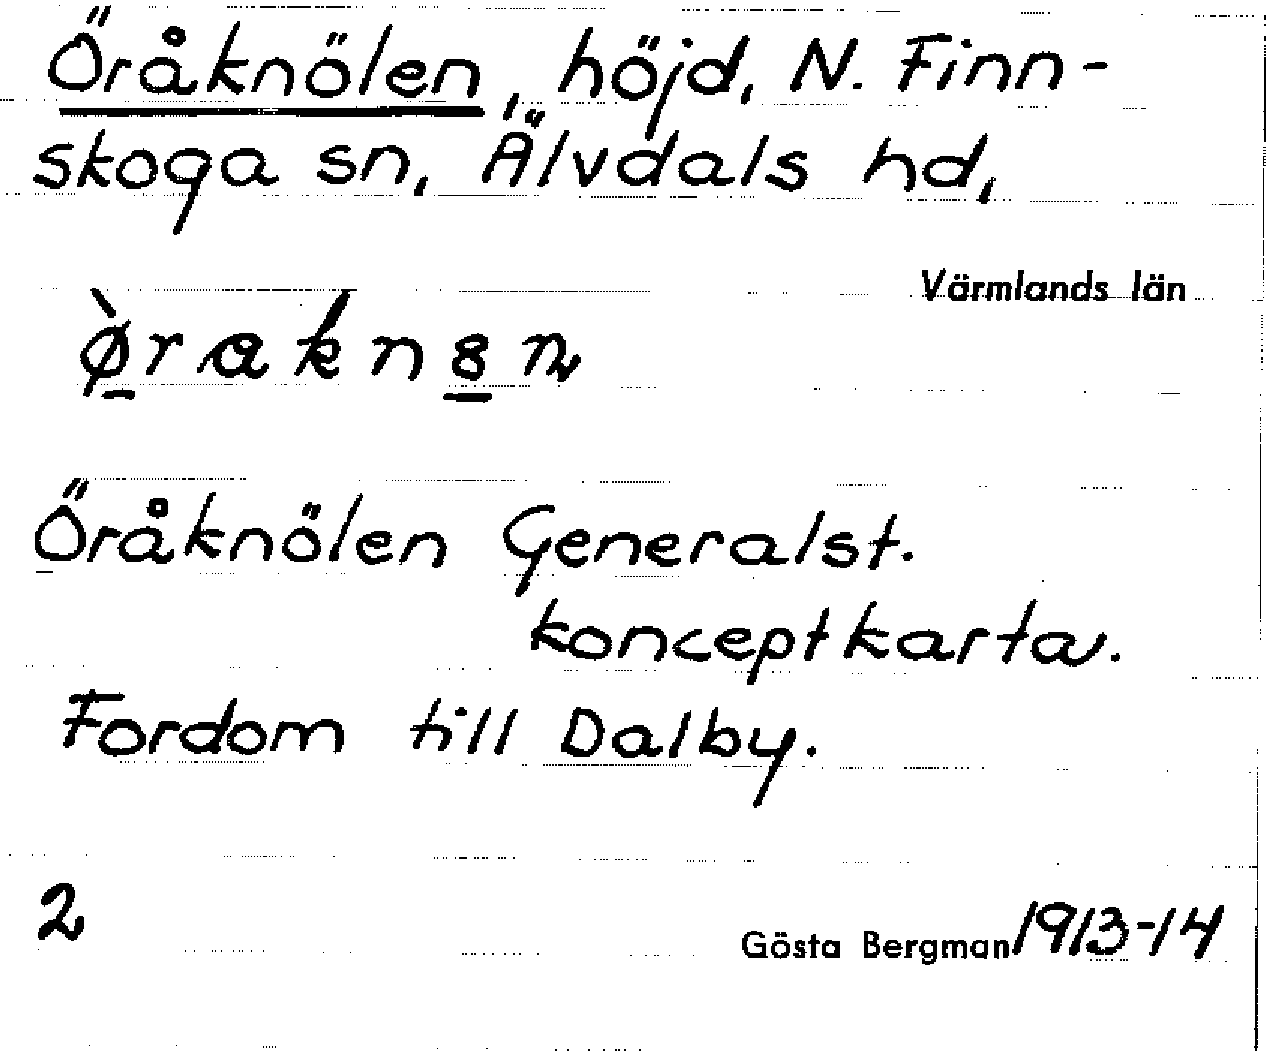 Öråknölen, höjd, N. Finn-
skoga sn, Älvdals hd,
Värmlands län
Öråknölen Generalst.
konceptkarta.
Fordom till Dalby.
2
Gösta Bergman 1913-14